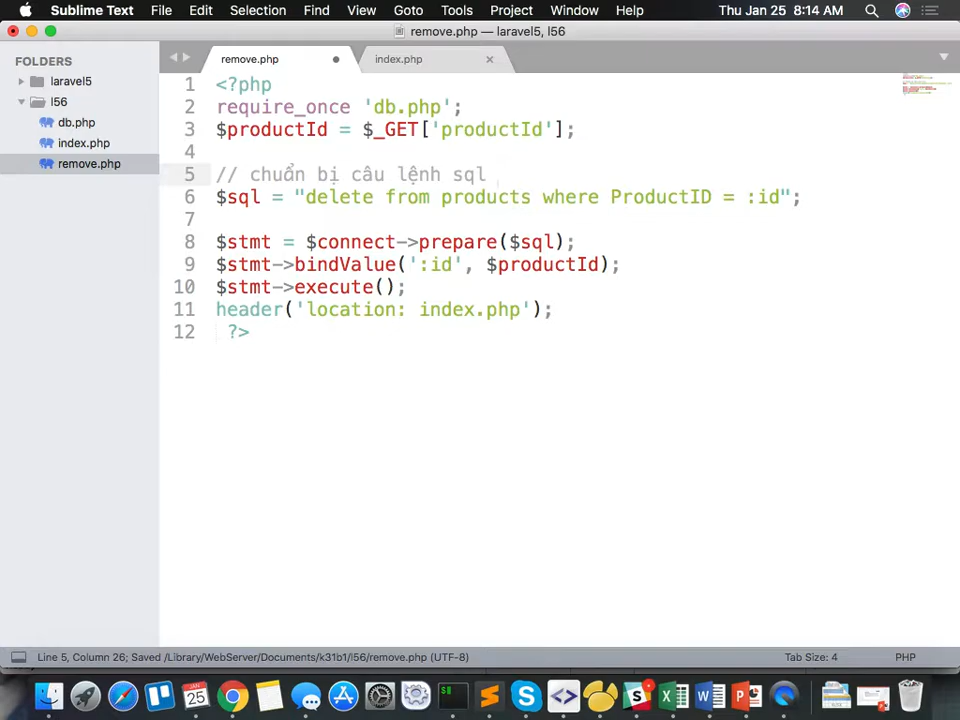 Sublime Text File Edit Selection Find View Goto Tools Project Window Help Thu Jan 25 8:14 AM
remove.php — laravel5, l56
FOLDERS
laravel5
l56
db.php
index.php
remove.php
remove.php
index.php
1 <?php
2 require_once 'db.php';
3 $productId = $_GET['productId'];
4
5 // chuẩn bị câu lệnh sql
6 $sql = "delete from products where ProductID = :id";
7
8 $stmt = $connect->prepare($sql);
9 $stmt->bindValue(':id', $productId);
10 $stmt->execute();
11 header('location: index.php');
12 ?>
Line 5, Column 26; Saved /Library/WebServer/Documents/k31b1/l56/remove.php (UTF-8) Tab Size: 4 PHP